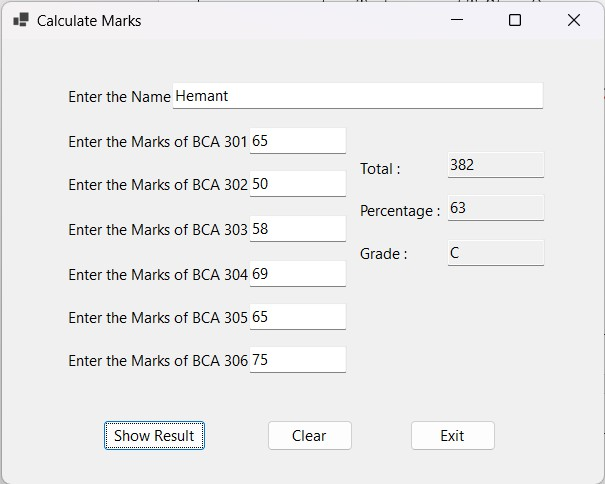 Calculate Marks
Enter the Name Hemant
Enter the Marks of BCA 301 65
Enter the Marks of BCA 302 50
Enter the Marks of BCA 303 58
Enter the Marks of BCA 304 69
Enter the Marks of BCA 305 65
Enter the Marks of BCA 306 75
Total : 382
Percentage : 63
Grade : C
Show Result Clear Exit